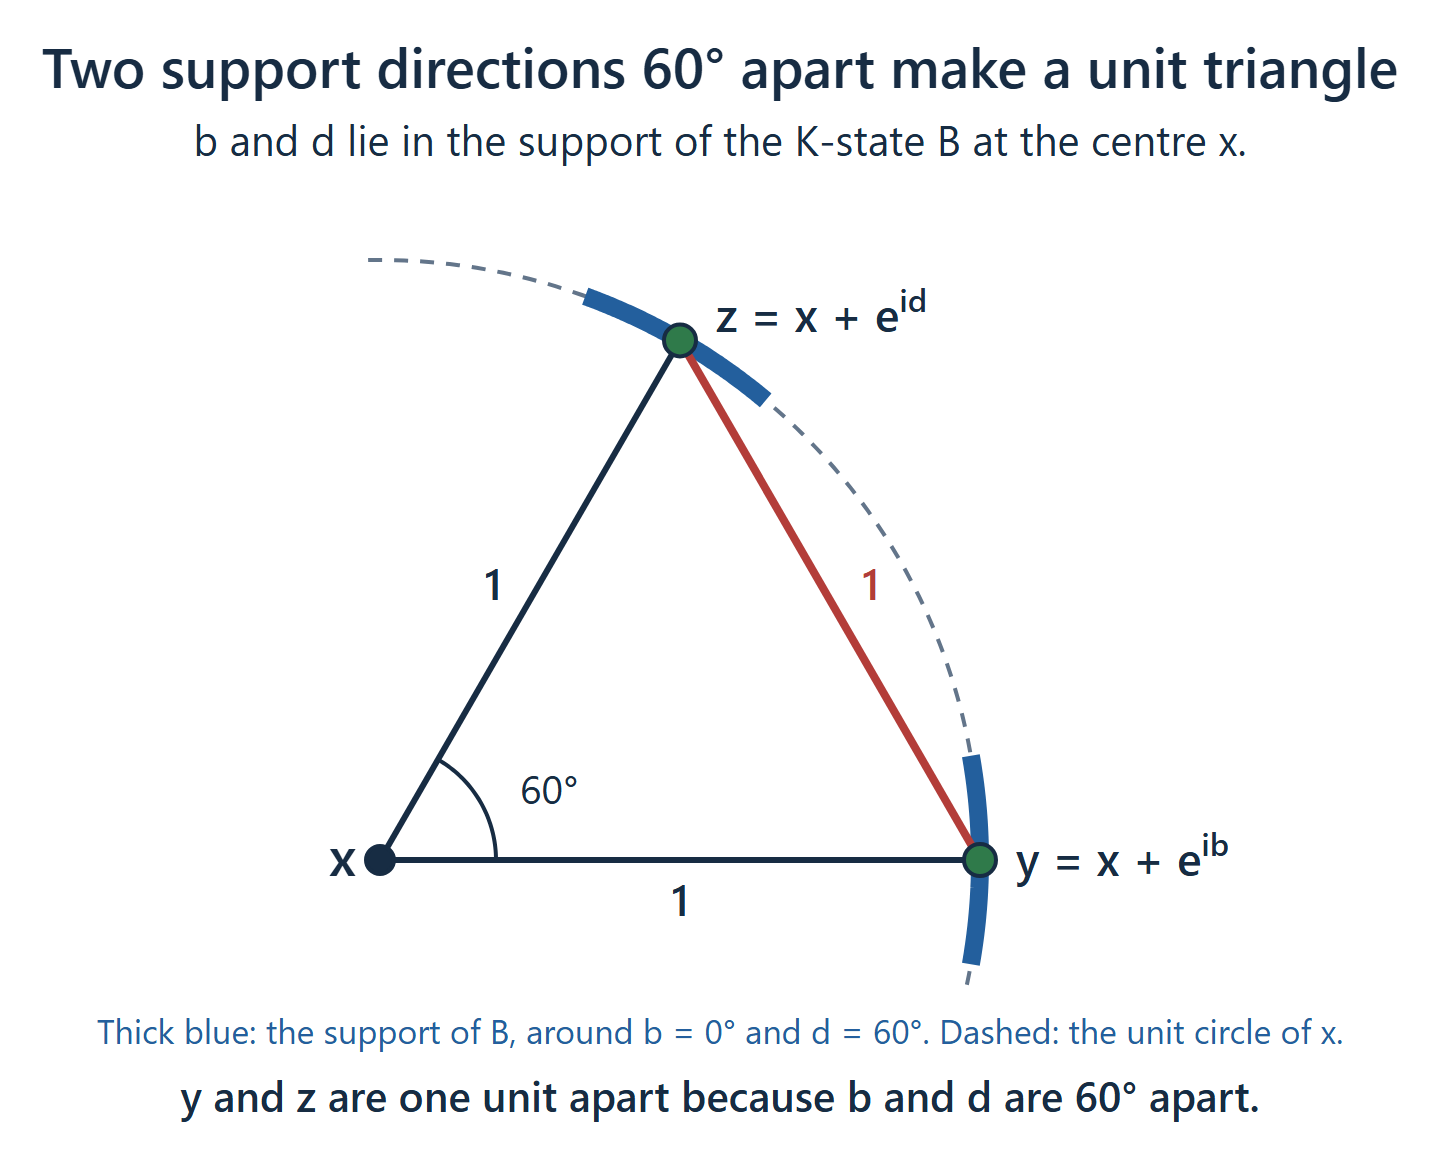 Two support directions 60° apart make a unit triangle
b and d lie in the support of the K-state B at the centre x.
z = x + e^id
1
1
60°
x
y = x + e^ib
1
Thick blue: the support of B, around b = 0° and d = 60°. Dashed: the unit circle of x.
y and z are one unit apart because b and d are 60° apart.